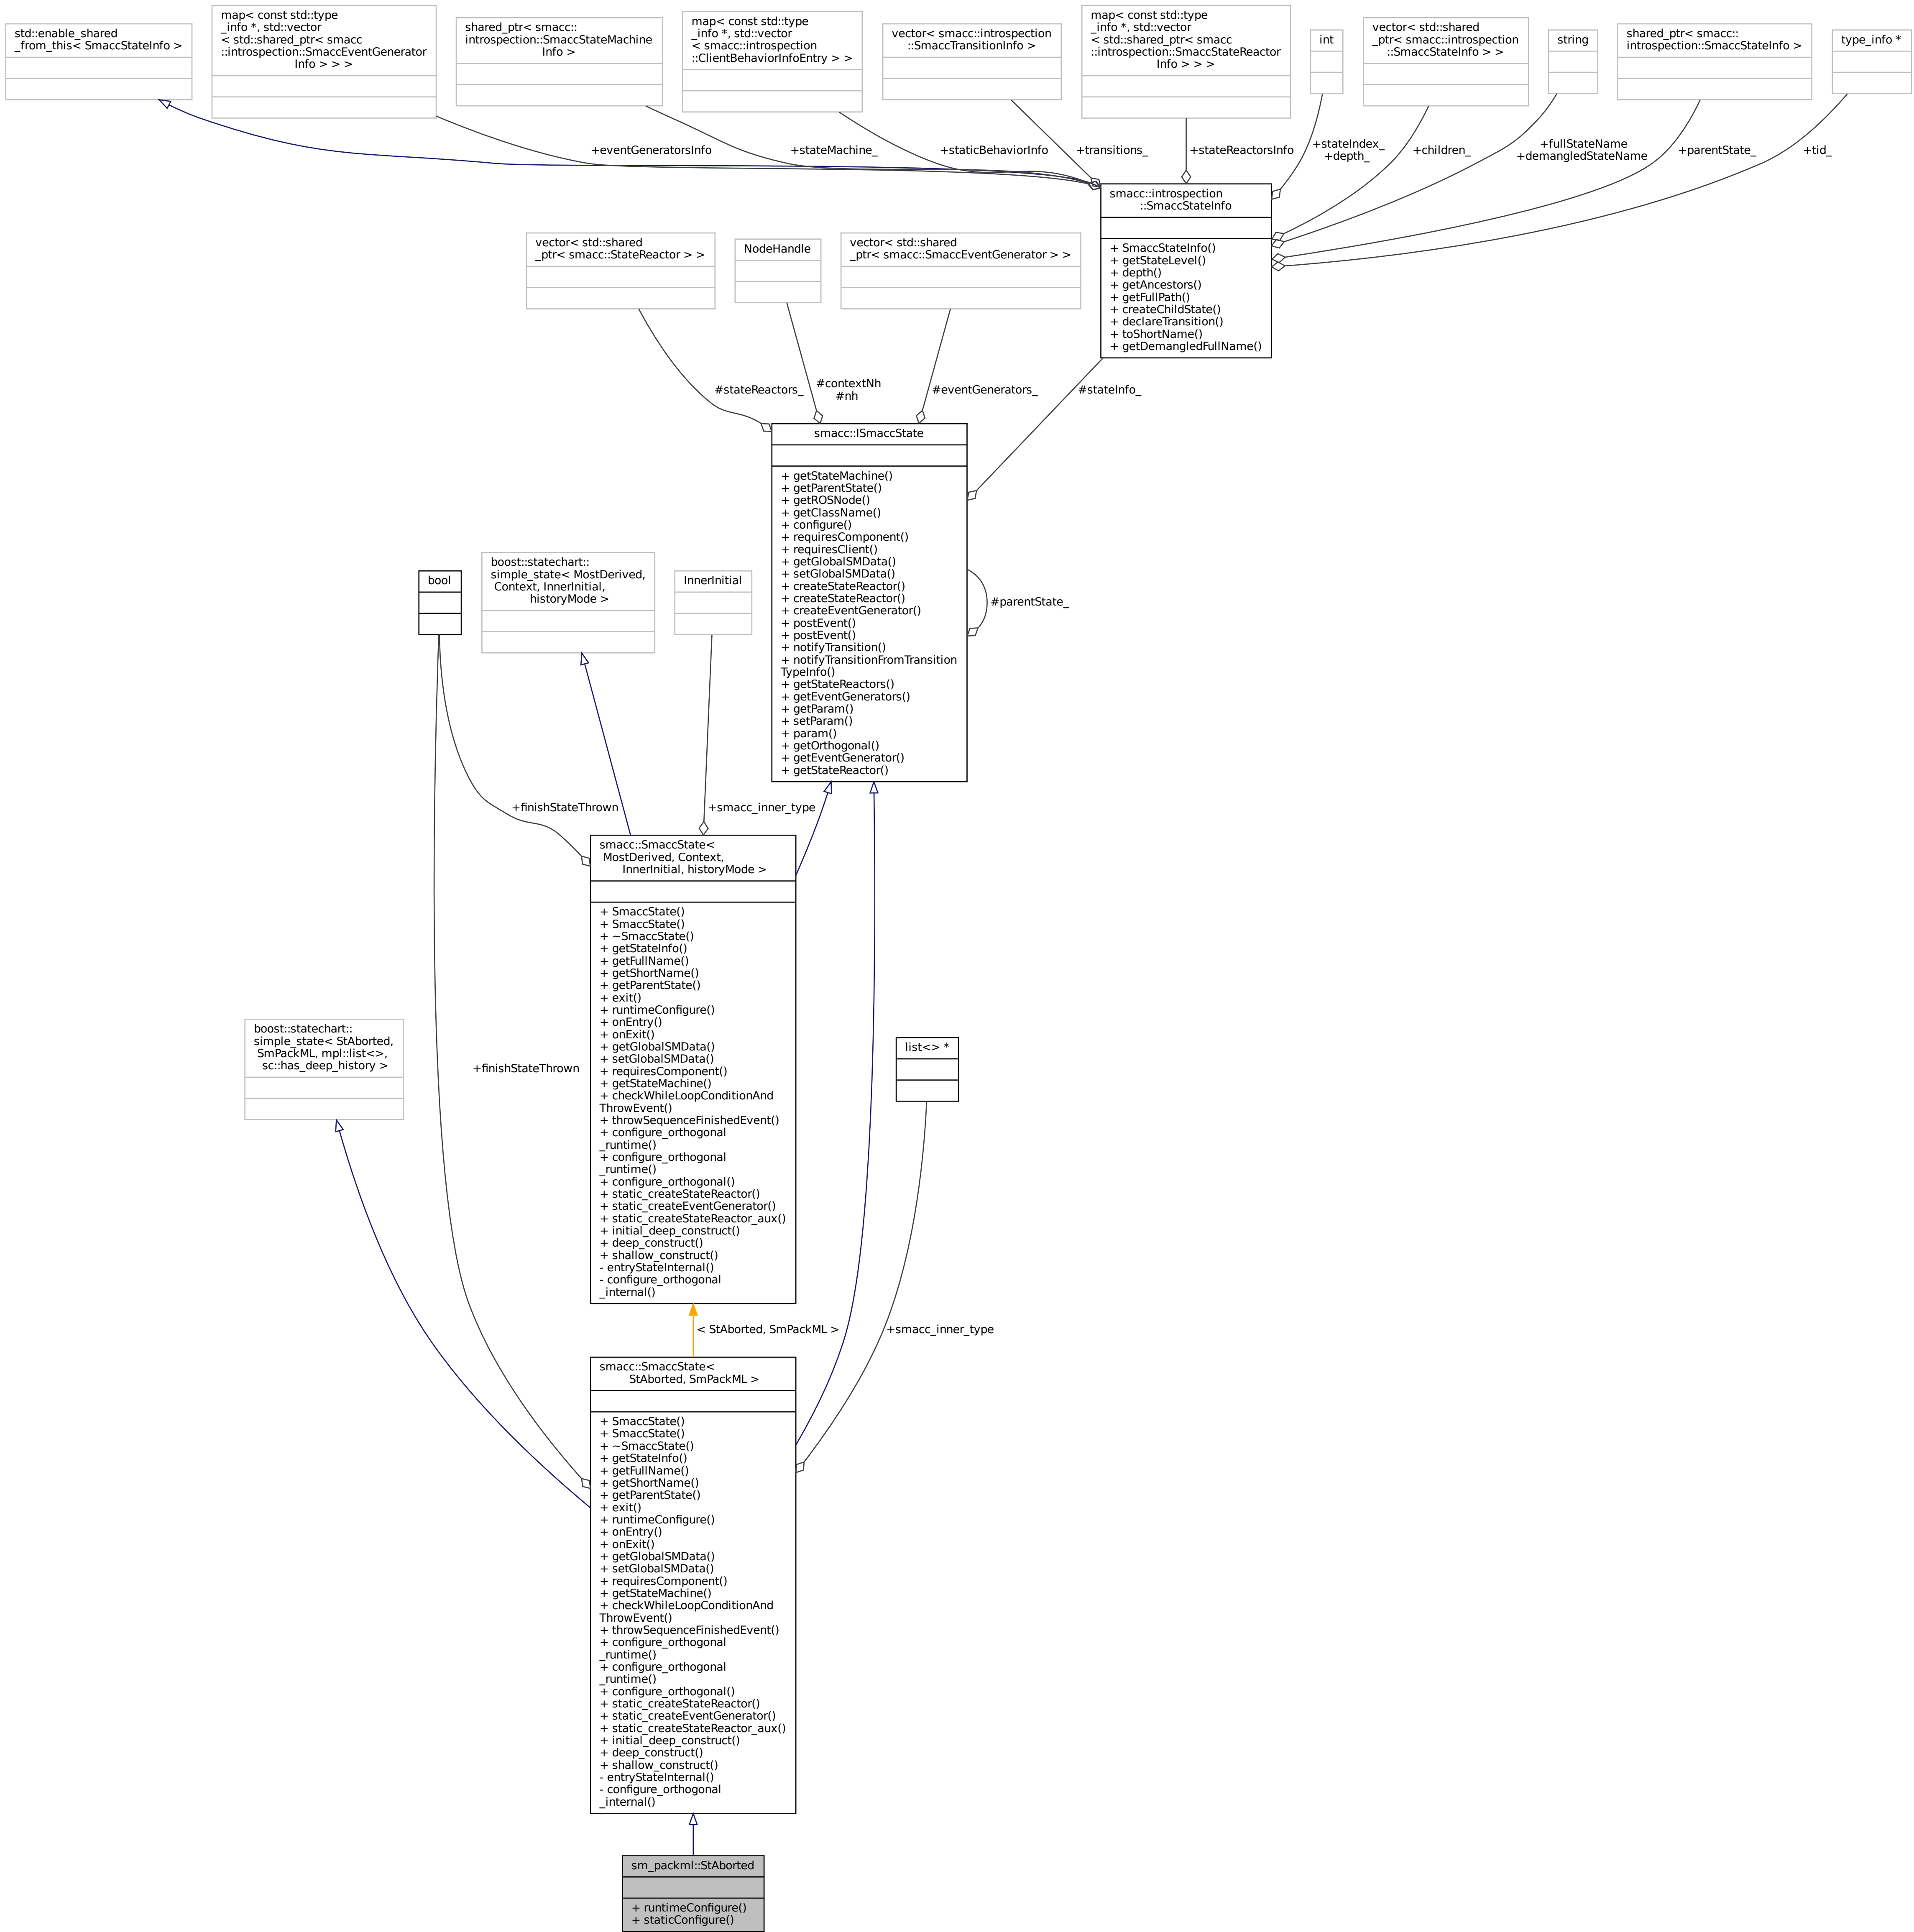 std::enable_shared
_from_this< SmaccStateInfo >
map< const std::type
_info *, std::vector
< std::shared_ptr< smacc
::introspection::SmaccEventGenerator
Info > > >
shared_ptr< smacc::
introspection::SmaccStateMachine
Info >
map< const std::type
_info *, std::vector
< smacc::introspection
::ClientBehaviorInfoEntry > >
vector< smacc::introspection
::SmaccTransitionInfo >
map< const std::type
_info *, std::vector
< std::shared_ptr< smacc
::introspection::SmaccStateReactor
Info > > >
int
vector< std::shared
_ptr< smacc::introspection
::SmaccStateInfo > >
string
shared_ptr< smacc::
introspection::SmaccStateInfo >
type_info *
+eventGeneratorsInfo
+stateMachine_
+staticBehaviorInfo
+transitions_
+stateReactorsInfo
+stateIndex_
+depth_
+children_
+fullStateName
+demangledStateName
+parentState_
+tid_
smacc::introspection
::SmaccStateInfo
+ SmaccStateInfo()
+ getStateLevel()
+ depth()
+ getAncestors()
+ getFullPath()
+ createChildState()
+ declareTransition()
+ toShortName()
+ getDemangledFullName()
vector< std::shared
_ptr< smacc::StateReactor > >
NodeHandle
vector< std::shared
_ptr< smacc::SmaccEventGenerator > >
#stateReactors_
#contextNh
#nh
#eventGenerators_
#stateInfo_
smacc::ISmaccState
+ getStateMachine()
+ getParentState()
+ getROSNode()
+ getClassName()
+ configure()
+ requiresComponent()
+ requiresClient()
+ getGlobalSMData()
+ setGlobalSMData()
+ createStateReactor()
+ createStateReactor()
+ createEventGenerator()
+ postEvent()
+ postEvent()
+ notifyTransition()
+ notifyTransitionFromTransition
TypeInfo()
+ getStateReactors()
+ getEventGenerators()
+ getParam()
+ setParam()
+ param()
+ getOrthogonal()
+ getEventGenerator()
+ getStateReactor()
#parentState_
bool
boost::statechart::
simple_state< MostDerived,
Context, InnerInitial,
historyMode >
InnerInitial
+finishStateThrown
+smacc_inner_type
smacc::SmaccState<
MostDerived, Context,
InnerInitial, historyMode >
+ SmaccState()
+ SmaccState()
+ ~SmaccState()
+ getStateInfo()
+ getFullName()
+ getShortName()
+ getParentState()
+ exit()
+ runtimeConfigure()
+ onEntry()
+ onExit()
+ getGlobalSMData()
+ setGlobalSMData()
+ requiresComponent()
+ getStateMachine()
+ checkWhileLoopConditionAnd
ThrowEvent()
+ throwSequenceFinishedEvent()
+ configure_orthogonal
_runtime()
+ configure_orthogonal
_runtime()
+ configure_orthogonal()
+ static_createStateReactor()
+ static_createEventGenerator()
+ static_createStateReactor_aux()
+ initial_deep_construct()
+ deep_construct()
+ shallow_construct()
- entryStateInternal()
- configure_orthogonal
_internal()
boost::statechart::
simple_state< StAborted,
SmPackML, mpl::list<>,
sc::has_deep_history >
+finishStateThrown
list<> *
< StAborted, SmPackML >
+smacc_inner_type
smacc::SmaccState<
StAborted, SmPackML >
+ SmaccState()
+ SmaccState()
+ ~SmaccState()
+ getStateInfo()
+ getFullName()
+ getShortName()
+ getParentState()
+ exit()
+ runtimeConfigure()
+ onEntry()
+ onExit()
+ getGlobalSMData()
+ setGlobalSMData()
+ requiresComponent()
+ getStateMachine()
+ checkWhileLoopConditionAnd
ThrowEvent()
+ throwSequenceFinishedEvent()
+ configure_orthogonal
_runtime()
+ configure_orthogonal
_runtime()
+ configure_orthogonal()
+ static_createStateReactor()
+ static_createEventGenerator()
+ static_createStateReactor_aux()
+ initial_deep_construct()
+ deep_construct()
+ shallow_construct()
- entryStateInternal()
- configure_orthogonal
_internal()
sm_packml::StAborted
+ runtimeConfigure()
+ staticConfigure()